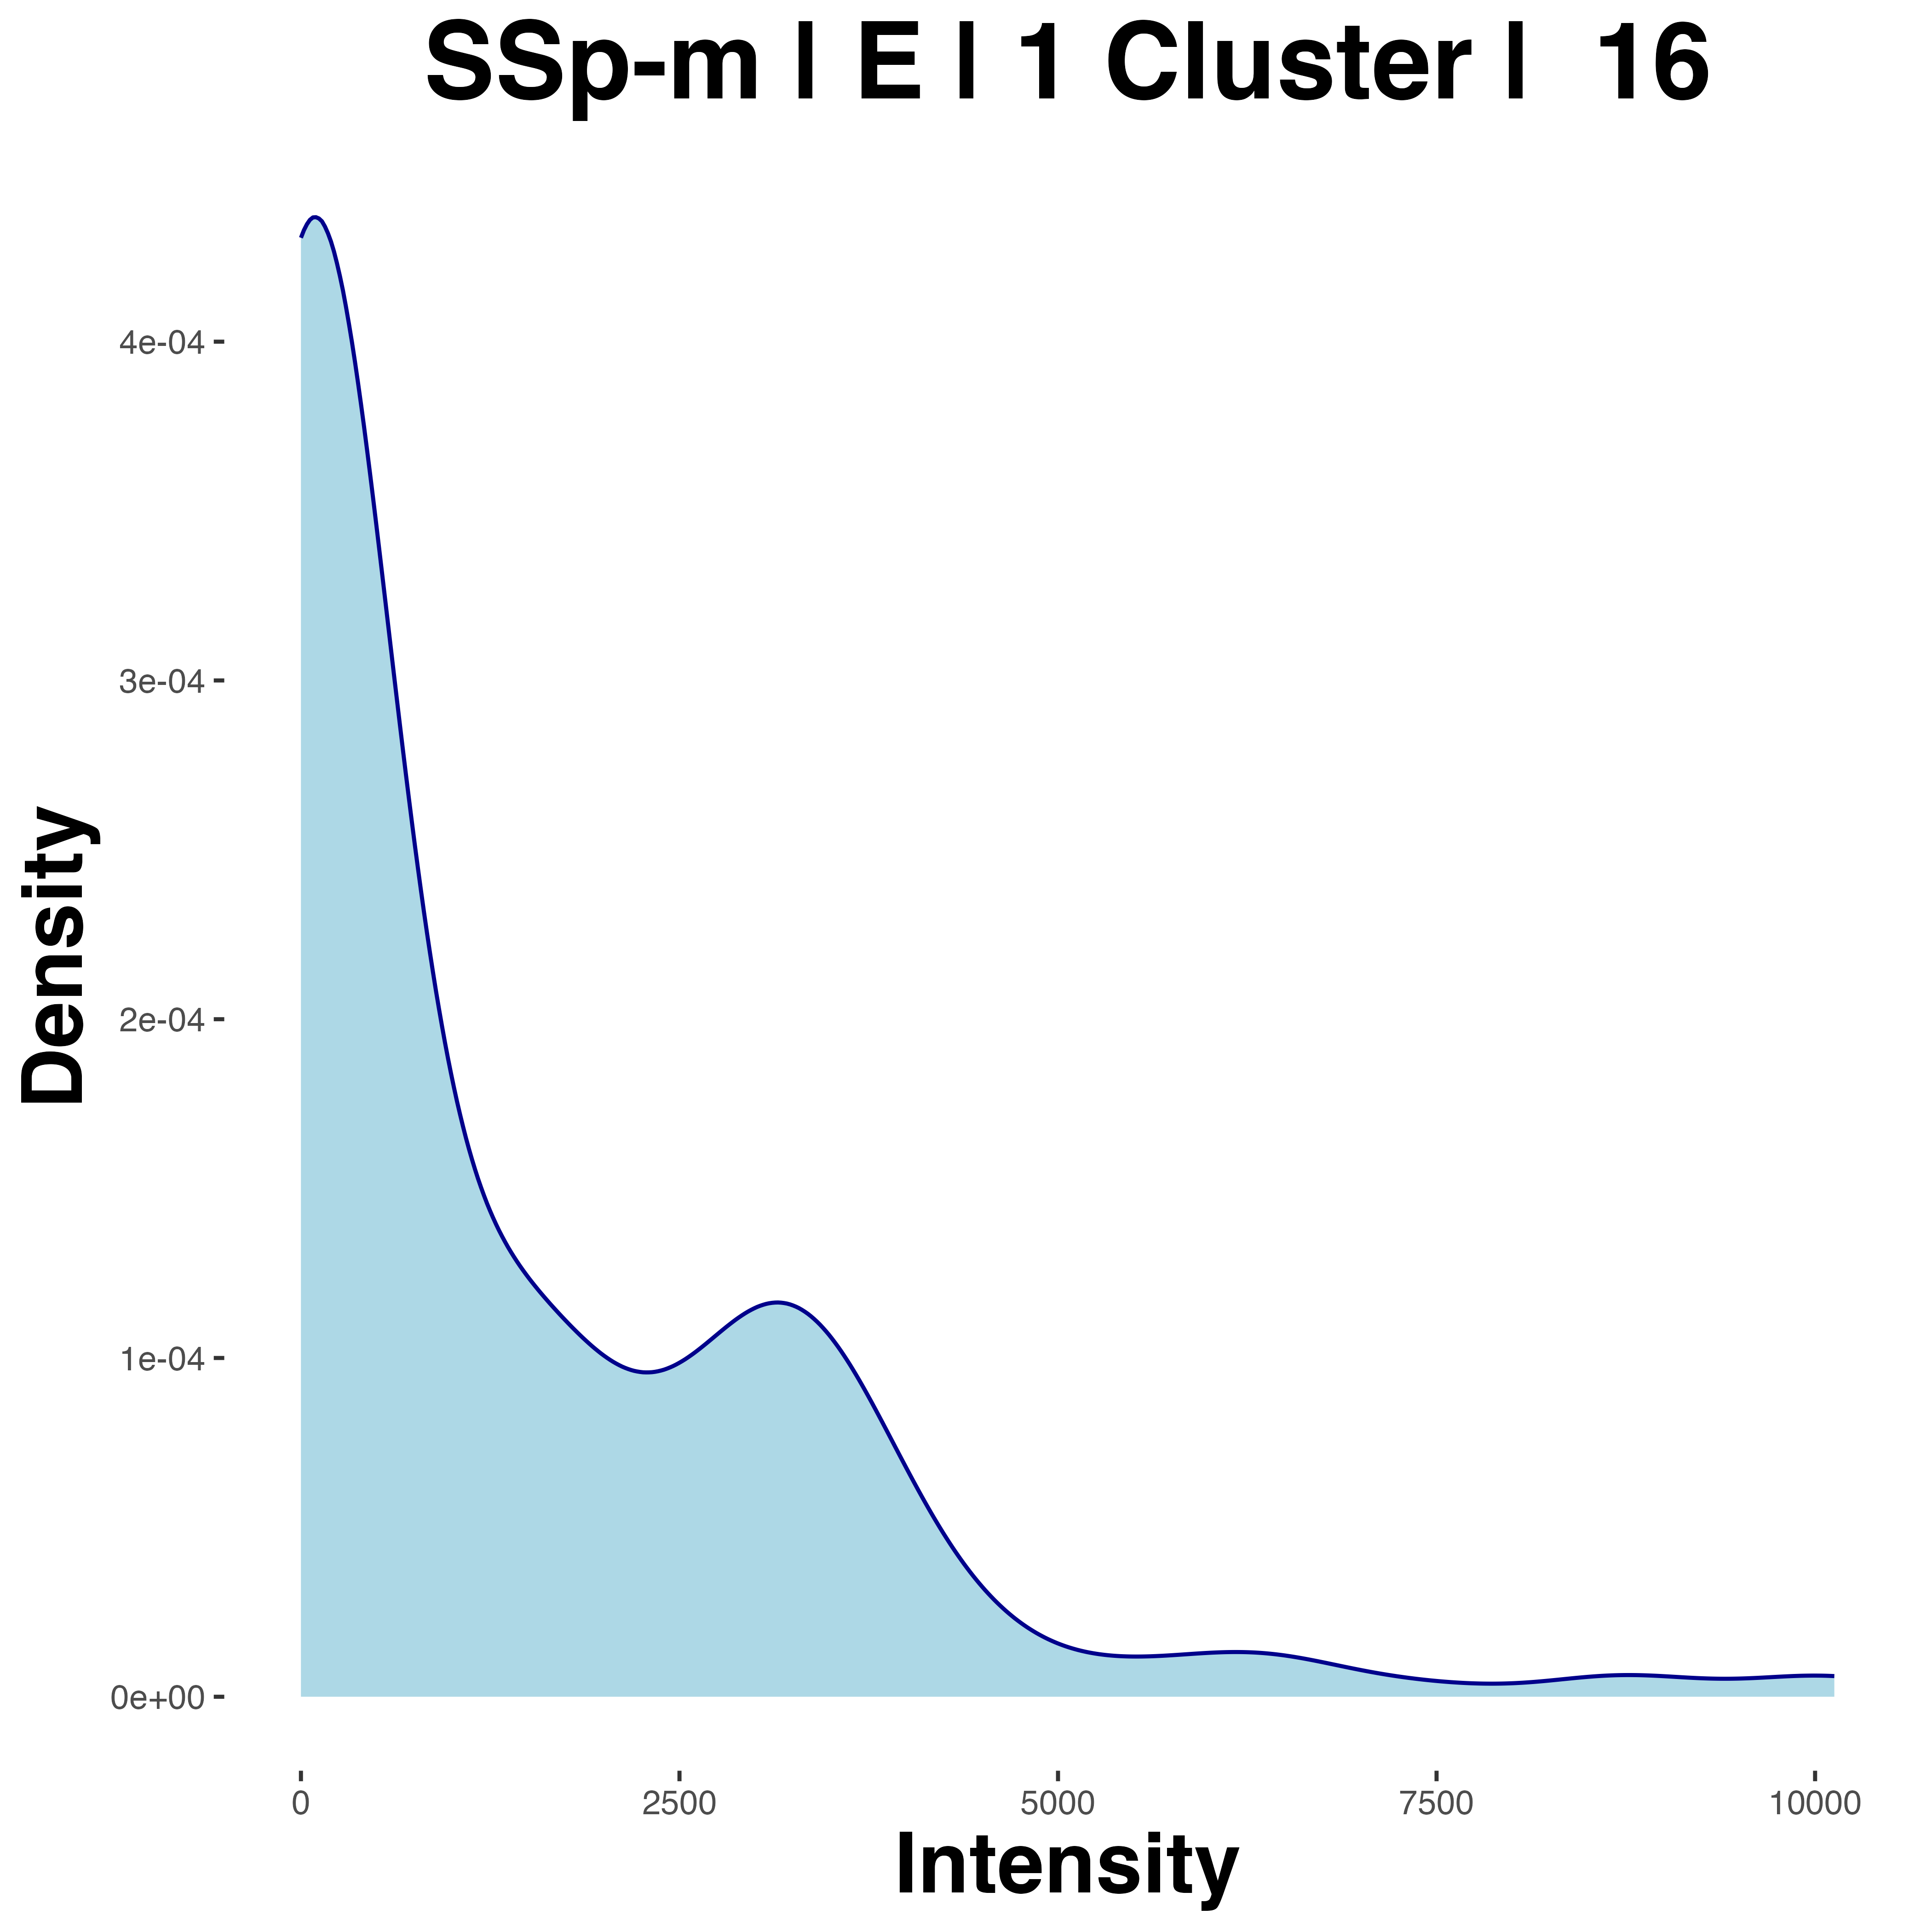 SSp-m | E | 1 Cluster |  16
4e-04
3e-04
2e-04
1e-04
0e+00
Density
0 2500 5000 7500 10000
Intensity